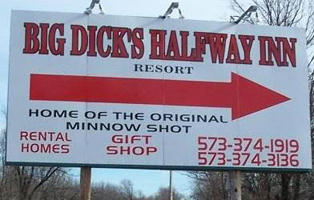 BIG DICK'S HALFWAY INN
RESORT
HOME OF THE ORIGINAL
MINNOW SHOT
RENTAL HOMES
GIFT SHOP
573-374-1919
573-374-3136